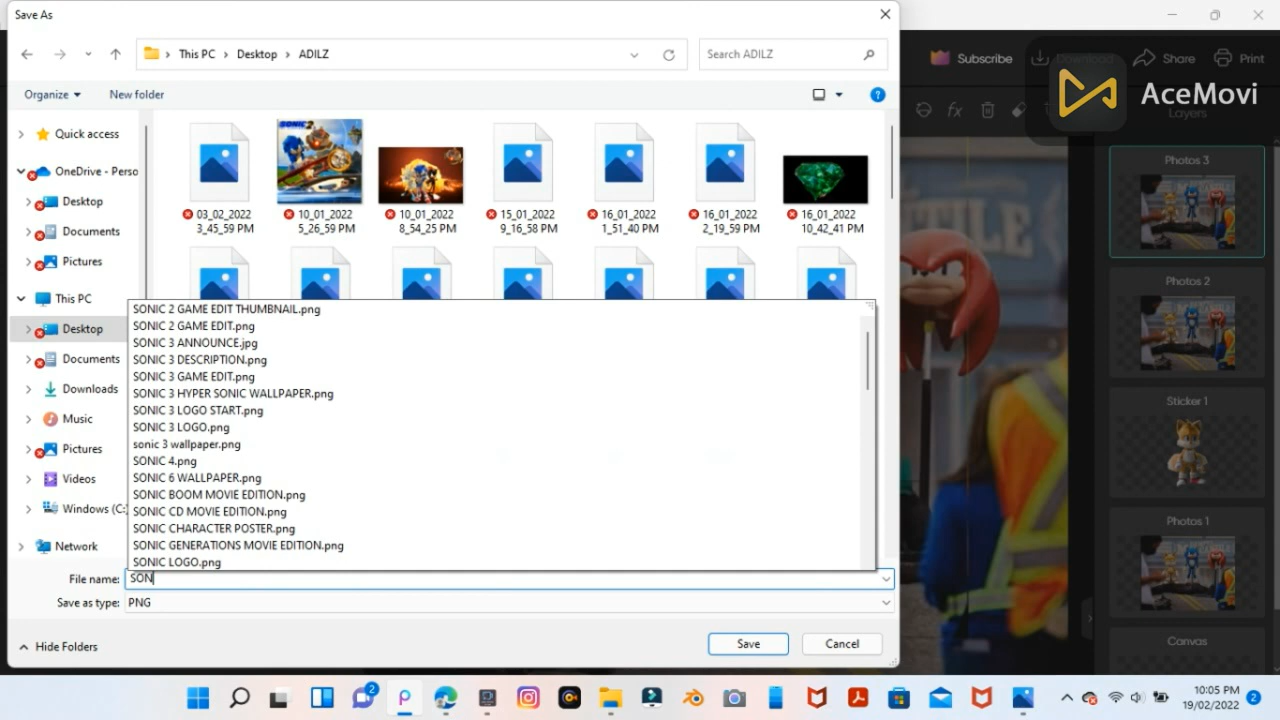 Save As
This PC
Desktop
ADILZ
Search ADILZ
Organize
New folder
Subscribe
Download
Share
Print
AceMovi
fx
Layers
Quick access
OneDrive - Perso
Desktop
Documents
Pictures
This PC
Desktop
Documents
Downloads
Music
Pictures
Videos
Windows (C:
Network
03_02_2022
3_45_59 PM
10_01_2022
5_26_59 PM
10_01_2022
8_54_25 PM
15_01_2022
9_16_58 PM
16_01_2022
1_51_40 PM
16_01_2022
2_19_59 PM
16_01_2022
10_42_41 PM
SONIC 2 GAME EDIT THUMBNAIL.png
SONIC 2 GAME EDIT.png
SONIC 3 ANNOUNCE.jpg
SONIC 3 DESCRIPTION.png
SONIC 3 GAME EDIT.png
SONIC 3 HYPER SONIC WALLPAPER.png
SONIC 3 LOGO START.png
SONIC 3 LOGO.png
sonic 3 wallpaper.png
SONIC 4.png
SONIC 6 WALLPAPER.png
SONIC BOOM MOVIE EDITION.png
SONIC CD MOVIE EDITION.png
SONIC CHARACTER POSTER.png
SONIC GENERATIONS MOVIE EDITION.png
SONIC LOGO.png
File name:
SON
Save as type:
PNG
Hide Folders
Save
Cancel
Photos 3
Photos 2
Sticker 1
Photos 1
Canvas
2
10:05 PM
19/02/2022
2